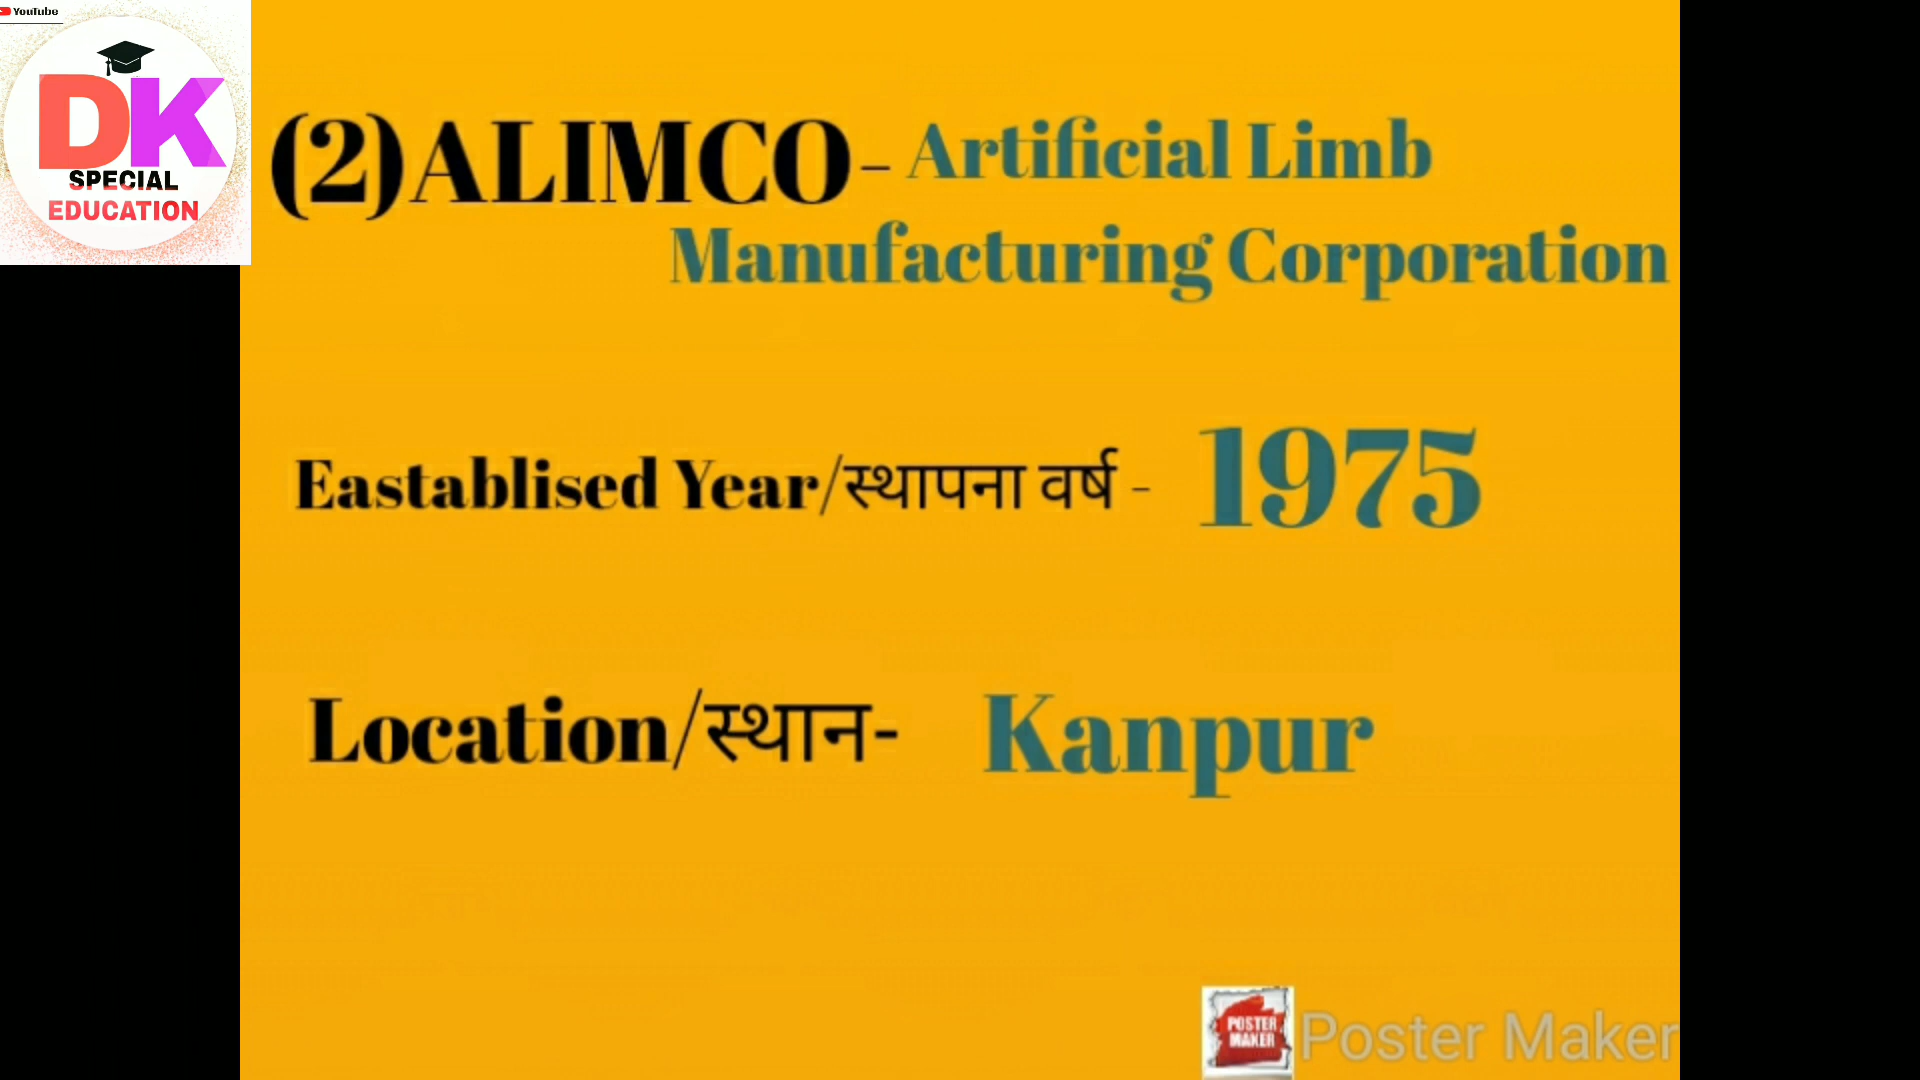 YouTube
DK
SPECIAL
EDUCATION
(2)ALIMCO- Artificial Limb
Manufacturing Corporation
Eastablised Year/स्थापना वर्ष - 1975
Location/स्थान- Kanpur
POSTER
MAKER
Poster Maker